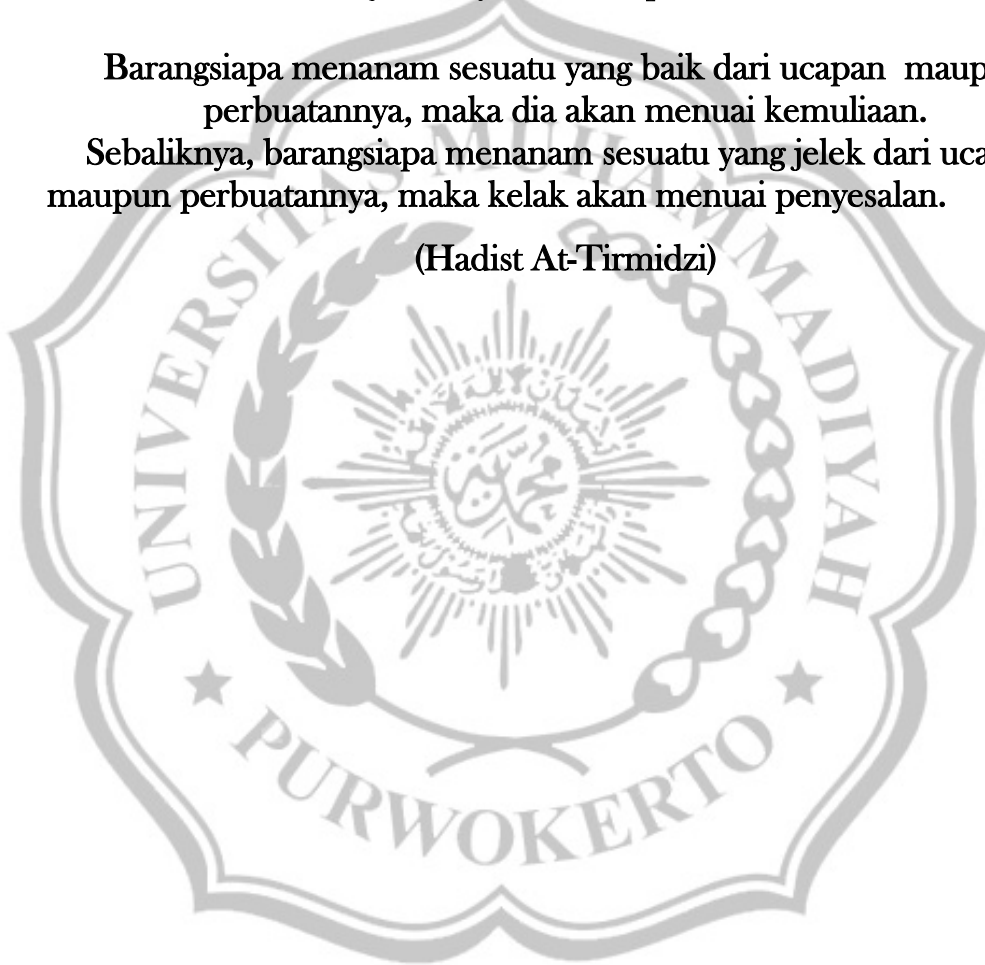 Barangsiapa menanam sesuatu yang baik dari ucapan maup
perbuatannya, maka dia akan menuai kemuliaan.
Sebaliknya, barangsiapa menanam sesuatu yang jelek dari uca
maupun perbuatannya, maka kelak akan menuai penyesalan.
(Hadist At-Tirmidzi)
UNIVERSITAS MUHAMMADIYAH
PURWOKERTO
محمدية